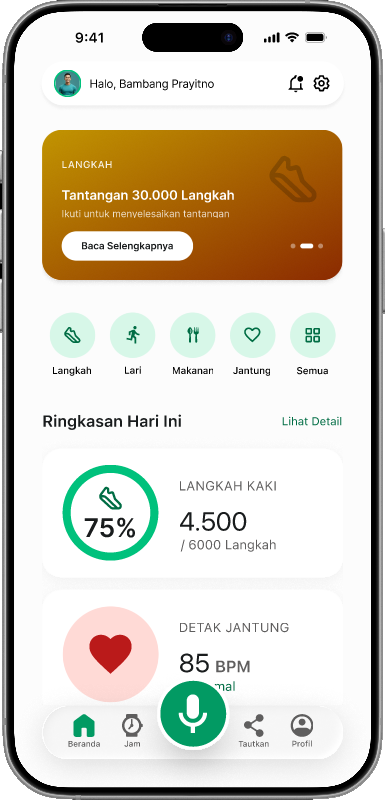 9:41
Halo, Bambang Prayitno
LANGKAH
Tantangan 30.000 Langkah
Ikuti untuk menyelesaikan tantangan
Baca Selengkapnya
Langkah Lari Makanan Jantung Semua
Ringkasan Hari Ini Lihat Detail
75%
LANGKAH KAKI
4.500
/ 6000 Langkah
DETAK JANTUNG
85 BPM
Beranda Jam Tautkan Profil